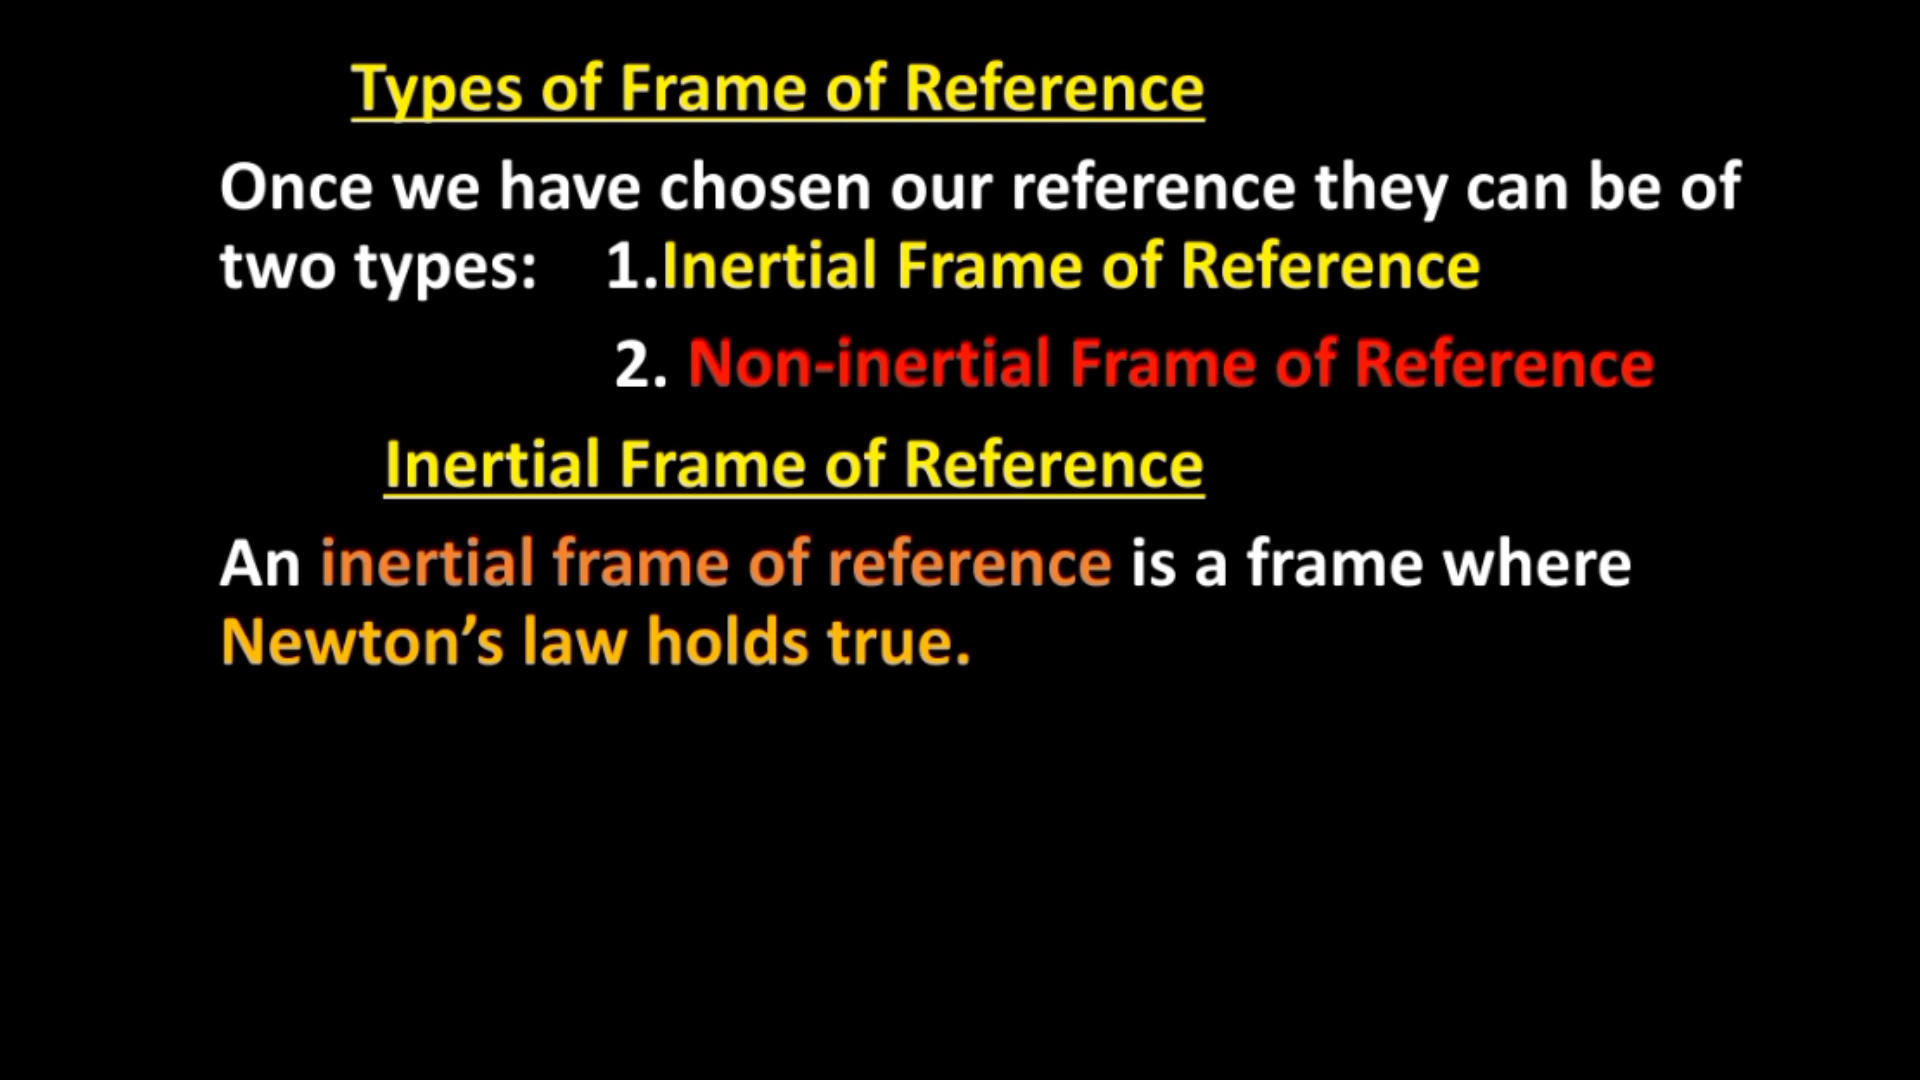 Types of Frame of Reference
Once we have chosen our reference they can be of
two types: 1.Inertial Frame of Reference
2. Non-inertial Frame of Reference
Inertial Frame of Reference
An inertial frame of reference is a frame where
Newton’s law holds true.